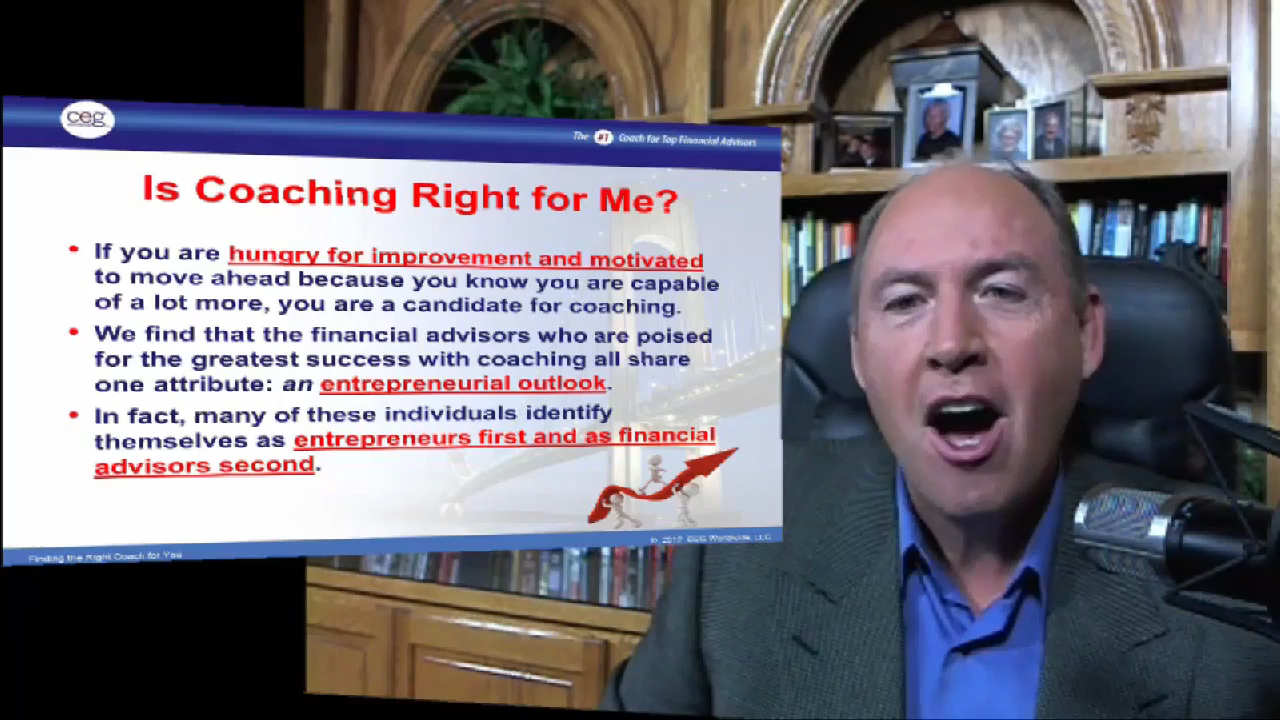 ceg
The #1 Coach for Top Financial Advisors
Is Coaching Right for Me?
• If you are hungry for improvement and motivated
to move ahead because you know you are capable
of a lot more, you are a candidate for coaching.
• We find that the financial advisors who are poised
for the greatest success with coaching all share
one attribute: an entrepreneurial outlook.
• In fact, many of these individuals identify
themselves as entrepreneurs first and as financial
advisors second.
Finding the Right Coach for You
© 2012 CEG Worldwide, LLC